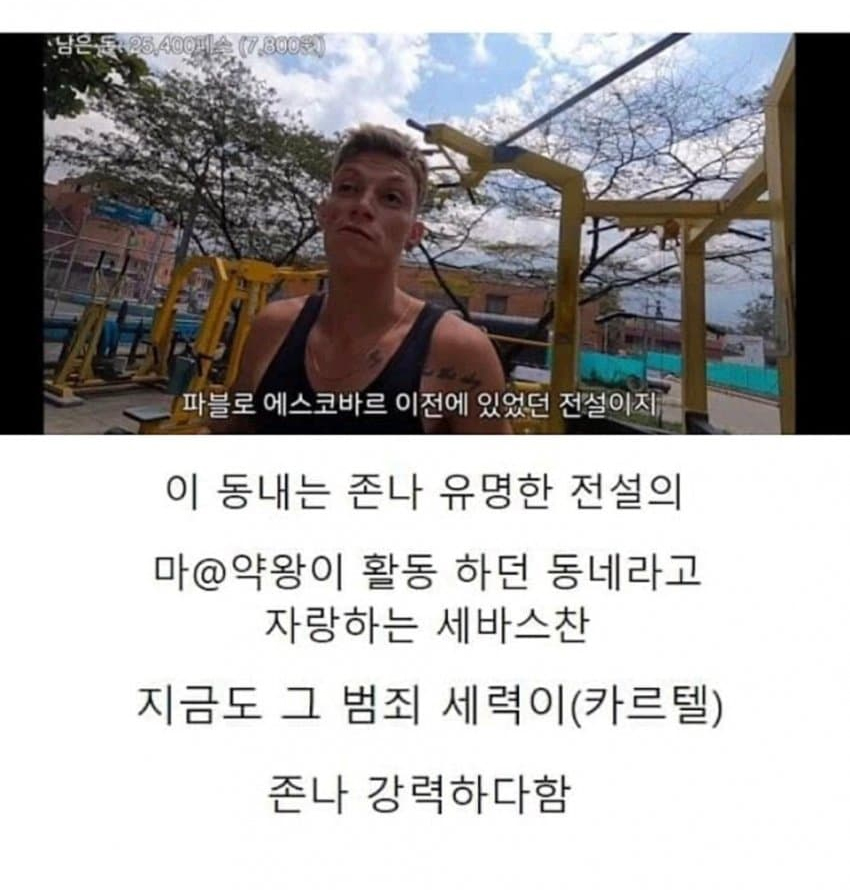 남은 돈: 25,400페소 (7,800원)
파블로 에스코바르 이전에 있었던 전설이지
이 동내는 존나 유명한 전설의
마@약왕이 활동 하던 동네라고
자랑하는 세바스찬
지금도 그 범죄 세력이(카르텔)
존나 강력하다함